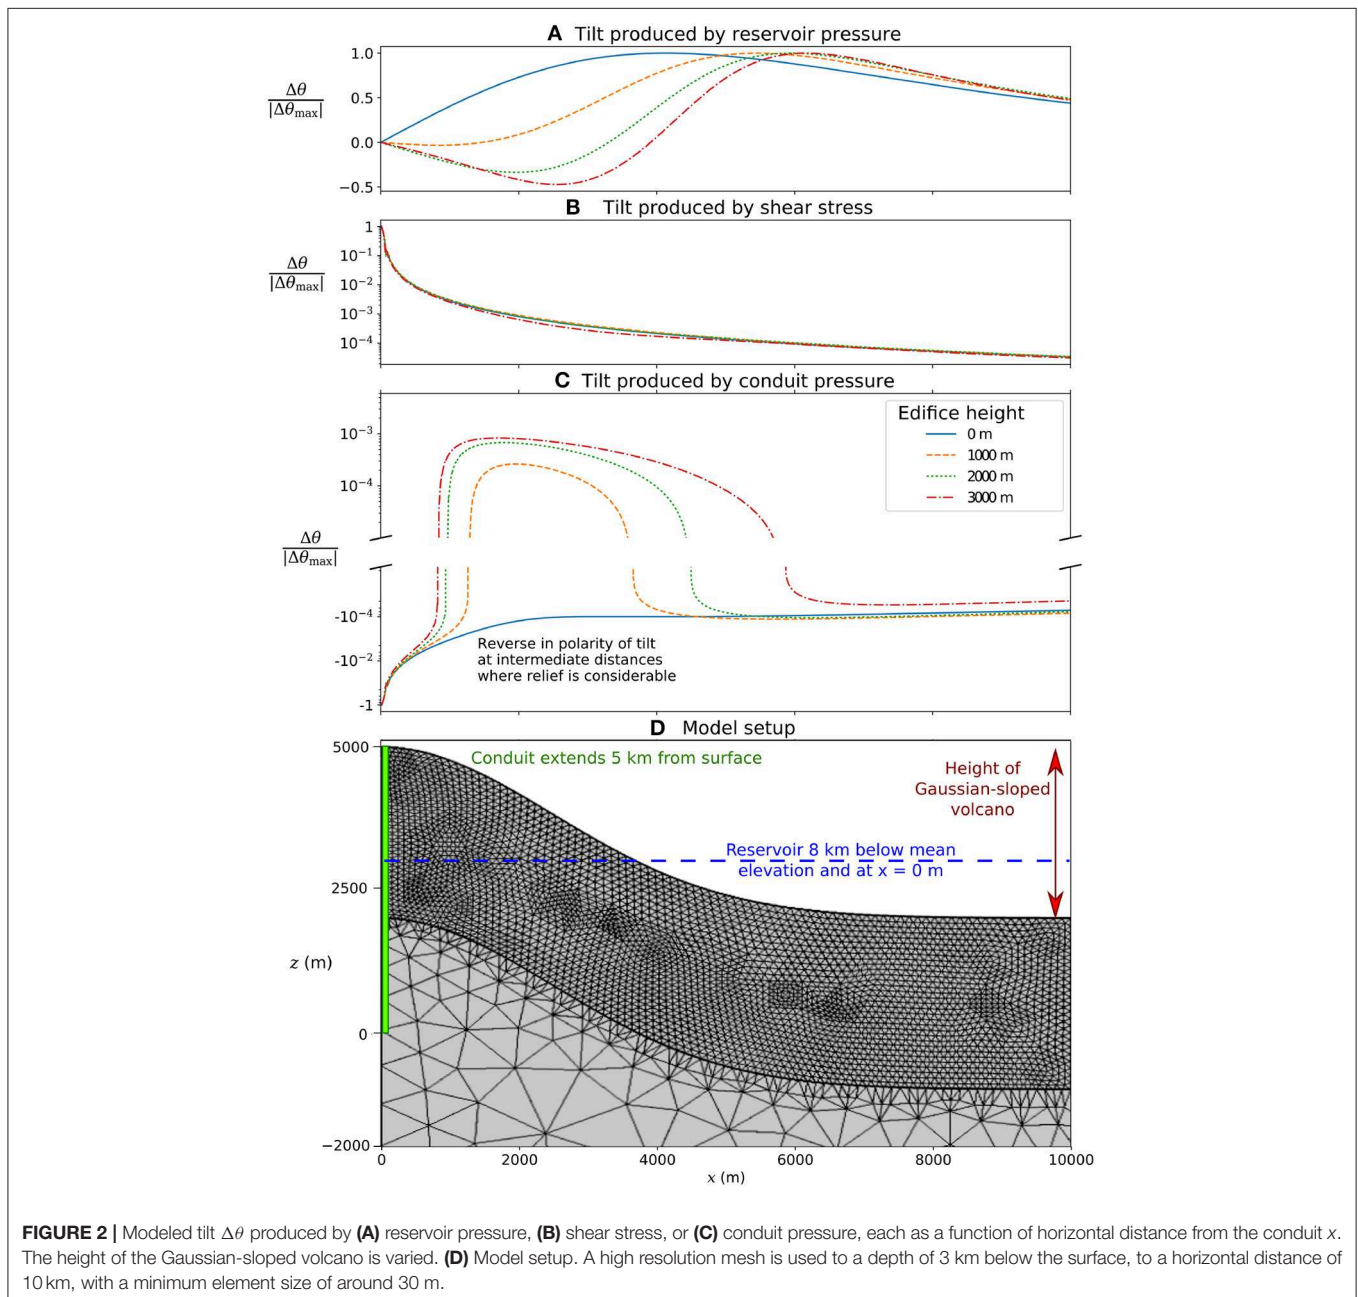 A Tilt produced by reservoir pressure
1.0
0.5
0.0
−0.5
Δθ
|Δθmax|
B Tilt produced by shear stress
1
10⁻¹
10⁻²
10⁻³
10⁻⁴
Δθ
|Δθmax|
C Tilt produced by conduit pressure
10⁻³
10⁻⁴
Δθ
|Δθmax|
-10⁻⁴
-10⁻²
-1
Edifice height
0 m
1000 m
2000 m
3000 m
Reverse in polarity of tilt
at intermediate distances
where relief is considerable
D Model setup
5000
2500
0
−2000
z (m)
Conduit extends 5 km from surface
Height of
Gaussian-sloped
volcano
Reservoir 8 km below mean
elevation and at x = 0 m
0 2000 4000 6000 8000 10000
x (m)
FIGURE 2 | Modeled tilt Δθ produced by (A) reservoir pressure, (B) shear stress, or (C) conduit pressure, each as a function of horizontal distance from the conduit x.
The height of the Gaussian-sloped volcano is varied. (D) Model setup. A high resolution mesh is used to a depth of 3 km below the surface, to a horizontal distance of
10 km, with a minimum element size of around 30 m.